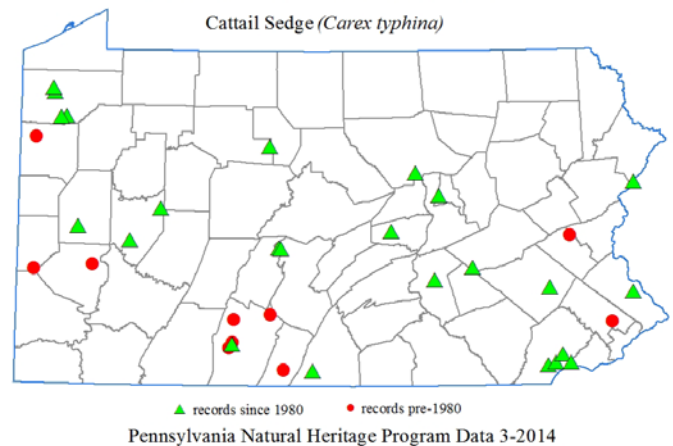 Cattail Sedge (Carex typhina)
records since 1980 records pre-1980
Pennsylvania Natural Heritage Program Data 3-2014